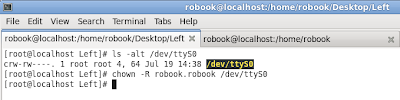 robook@localhost:/home/robook/Desktop/Left
File Edit View Search Terminal Tabs Help
robook@localhost:/home/robook/Desktop/Left robook@localhost:/home/robook
[root@localhost Left]# ls -alt /dev/ttyS0
crw-rw----. 1 root root 4, 64 Jul 19 14:38 /dev/ttyS0
[root@localhost Left]# chown -R robook.robook /dev/ttyS0
[root@localhost Left]#